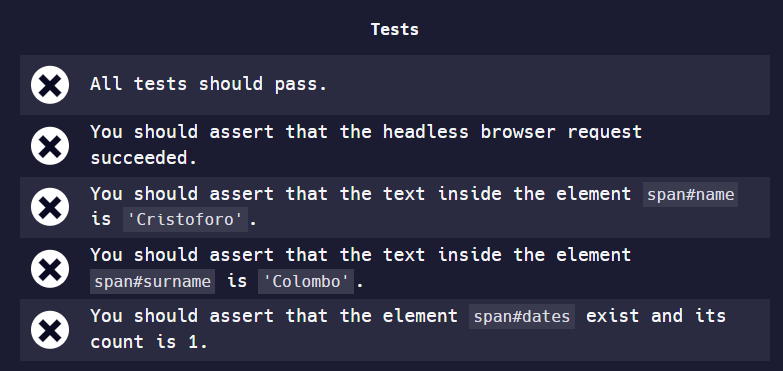 Tests
All tests should pass.
You should assert that the headless browser request
succeeded.
You should assert that the text inside the element span#name
is 'Cristoforo'.
You should assert that the text inside the element
span#surname is 'Colombo'.
You should assert that the element span#dates exist and its
count is 1.